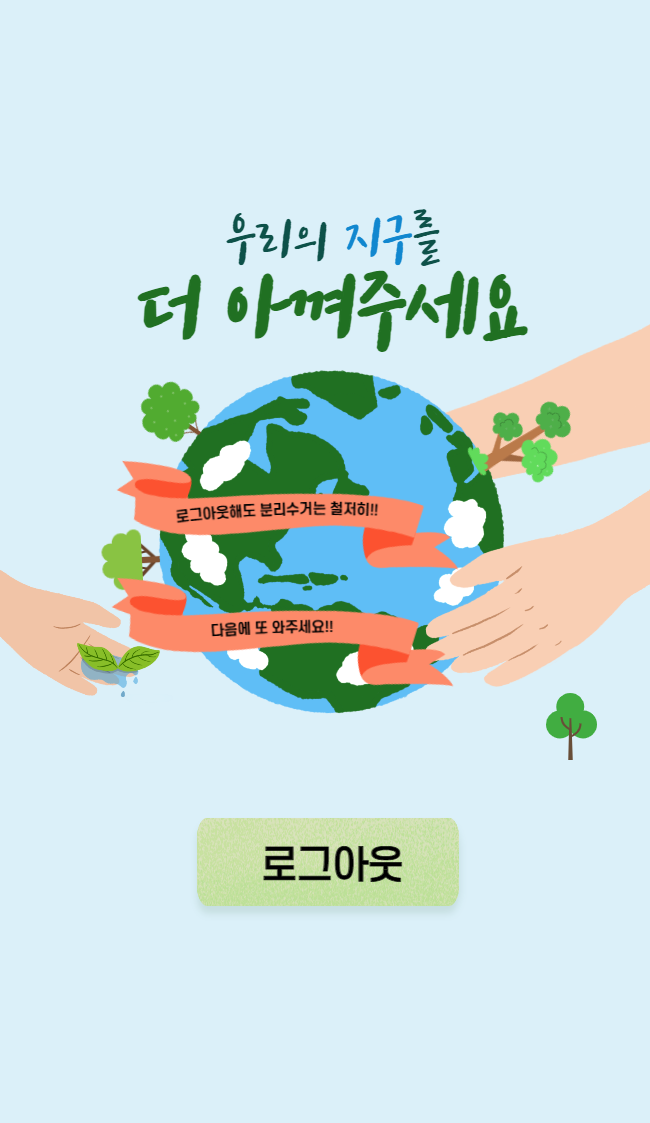 우리의 지구를
더 아껴주세요
로그아웃해도 분리수거는 철저히!!
다음에 또 와주세요!!
로그아웃